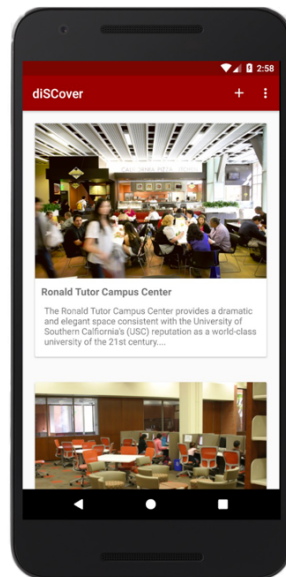 2:58
diSCover
Ronald Tutor Campus Center
The Ronald Tutor Campus Center provides a dramatic
and elegant space consistent with the University of
Southern Calfiornia's (USC) reputation as a world-class
university of the 21st century....